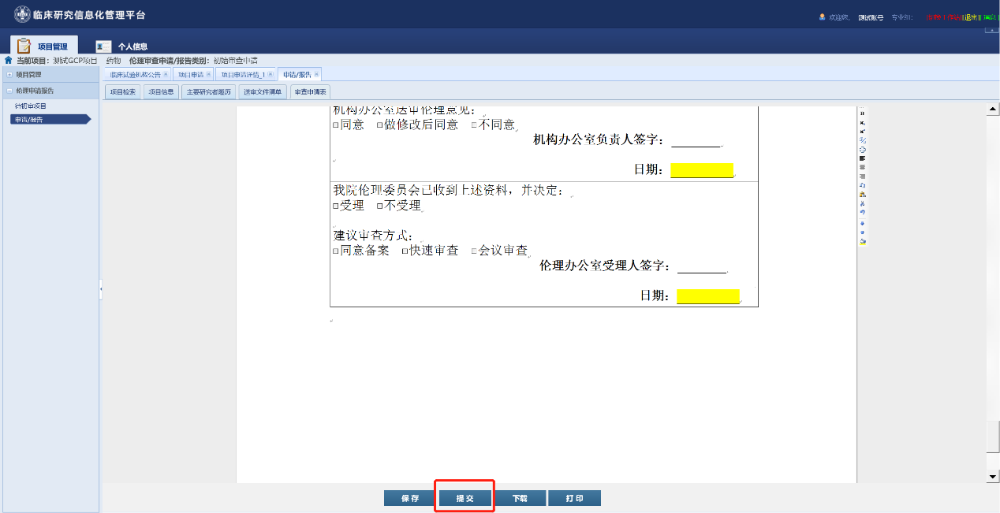 临床研究信息化管理平台
欢迎您, 测试账号 专业组: 退出
项目管理 个人信息
当前项目: 测试GCP项目 药物 伦理审查申请/报告类别: 初始审查申请
项目管理 临床试验机构公告 项目申请 项目申请详情_1 申请/报告
伦理申请报告 项目检索 项目信息 主要研究者履历 送审文件清单 审查申请表
待初审项目
申请/报告
机构办公室送审伦理意见:
□同意 □做修改后同意 □不同意
机构办公室负责人签字:
日期:
我院伦理委员会已收到上述资料,并决定:
□受理 □不受理
建议审查方式:
□同意备案 □快速审查 □会议审查
伦理办公室受理人签字:
日期:
保存 提交 下载 打印